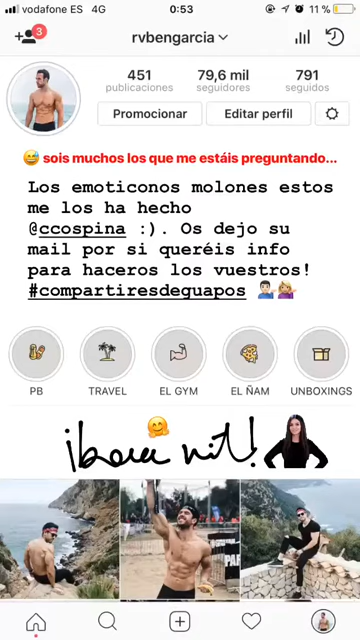 vodafone ES 4G 0:53 11 %
3
rvbengarcia
451 79,6 mil 791
publicaciones seguidores seguidos
Promocionar Editar perfil
sois muchos los que me estáis preguntando...
Los emoticonos molones estos
me los ha hecho
@ccospina :). Os dejo su
mail por si queréis info
para haceros los vuestros!
#compartiresdeguapos
PB TRAVEL EL GYM EL ÑAM UNBOXINGS
¡bona nit!